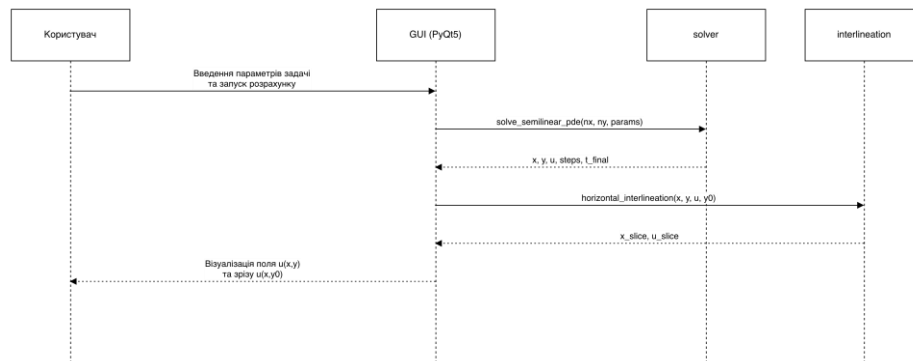 Користувач
GUI (PyQt5)
solver
interlineation
Введення параметрів задачі
та запуск розрахунку
solve_semilinear_pde(nx, ny, params)
x, y, u, steps, t_final
horizontal_interlineation(x, y, u, y0)
x_slice, u_slice
Візуалізація поля u(x,y)
та зрізу u(x,y0)